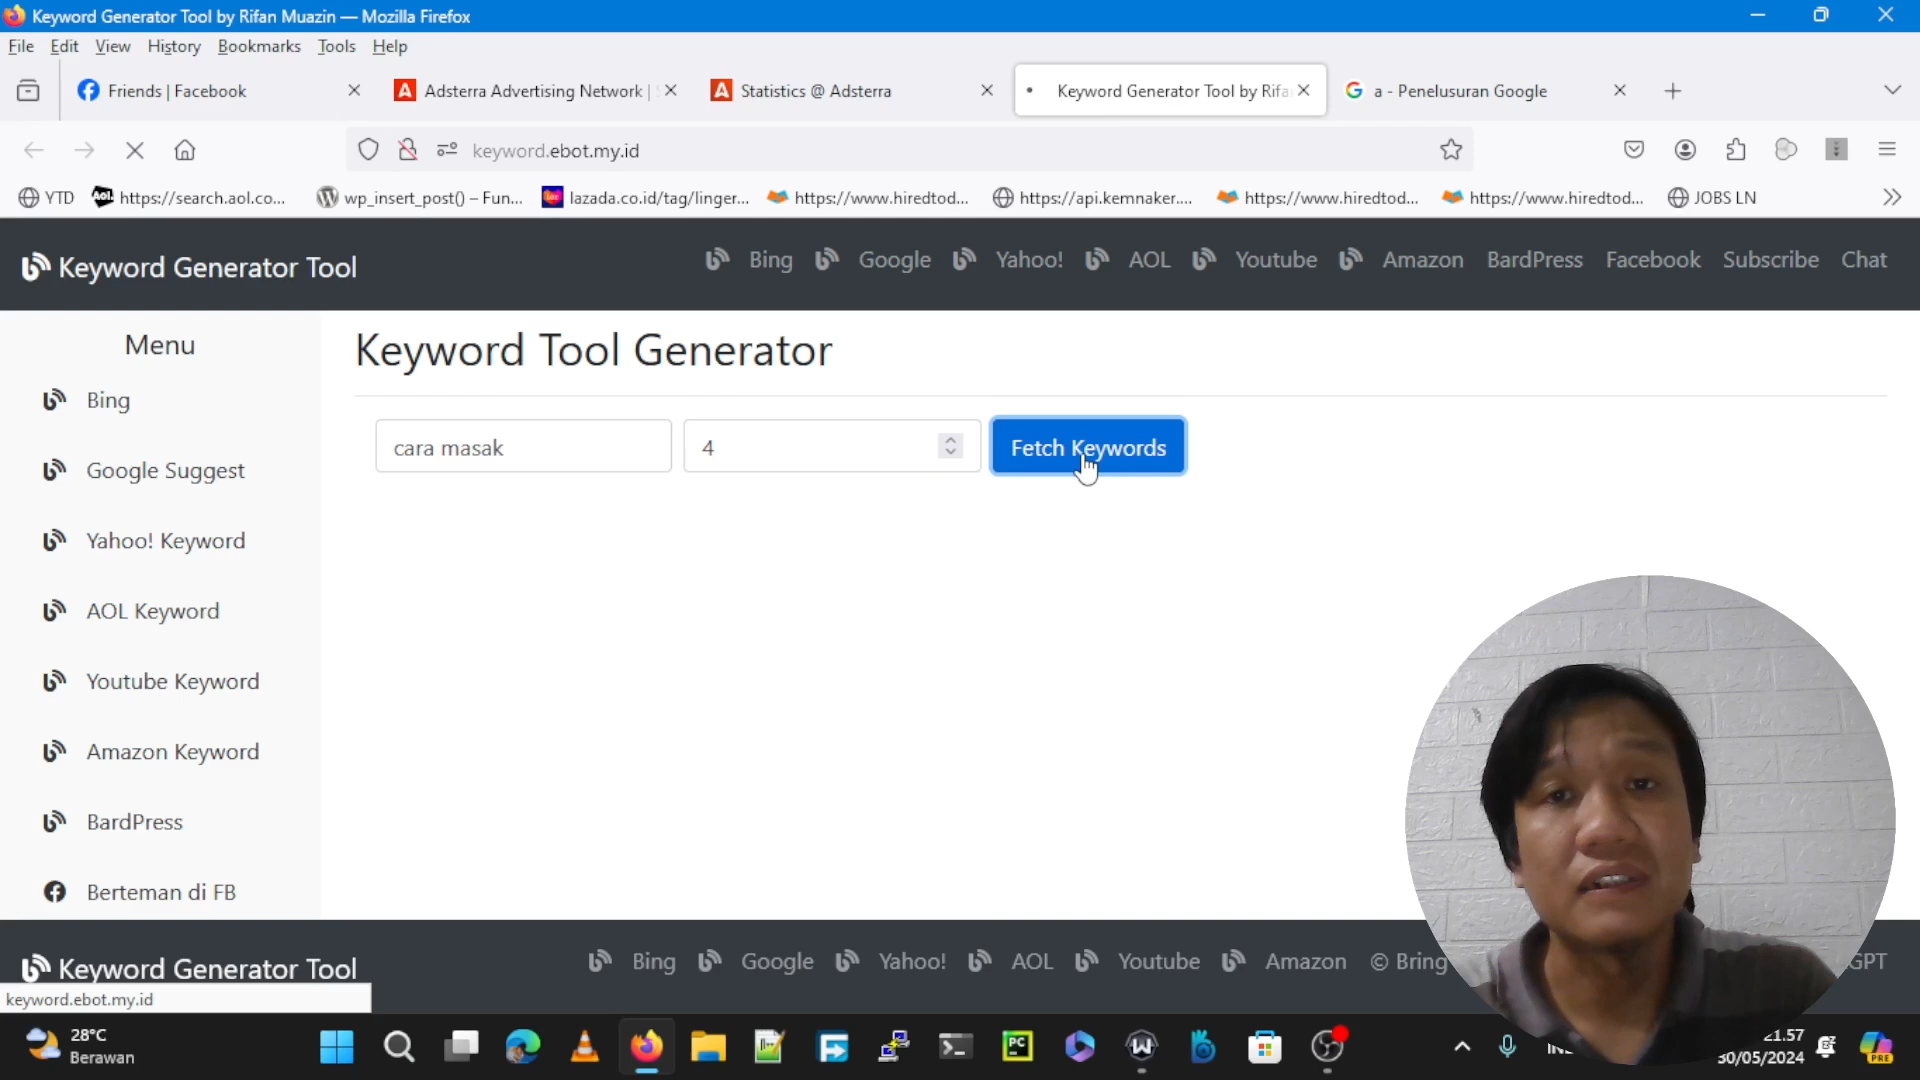 Keyword Generator Tool by Rifan Muazin — Mozilla Firefox
File Edit View History Bookmarks Tools Help
Friends | Facebook
Adsterra Advertising Network |
Statistics @ Adsterra
Keyword Generator Tool by Rifa
a - Penelusuran Google
keyword.ebot.my.id
YTD
Aol.
https://search.aol.co...
wp_insert_post() – Fun...
lazada.co.id/tag/linger...
https://www.hiredtod...
https://api.kemnaker....
https://www.hiredtod...
https://www.hiredtod...
JOBS LN
Keyword Generator Tool
Bing Google Yahoo! AOL Youtube Amazon BardPress Facebook Subscribe Chat
Menu
Bing
Google Suggest
Yahoo! Keyword
AOL Keyword
Youtube Keyword
Amazon Keyword
BardPress
Berteman di FB
Keyword Tool Generator
cara masak
4
Fetch Keywords
Keyword Generator Tool
Bing Google Yahoo! AOL Youtube Amazon © Bring
GPT
keyword.ebot.my.id
28°C
Berawan
PC
21.57
30/05/2024
PRE